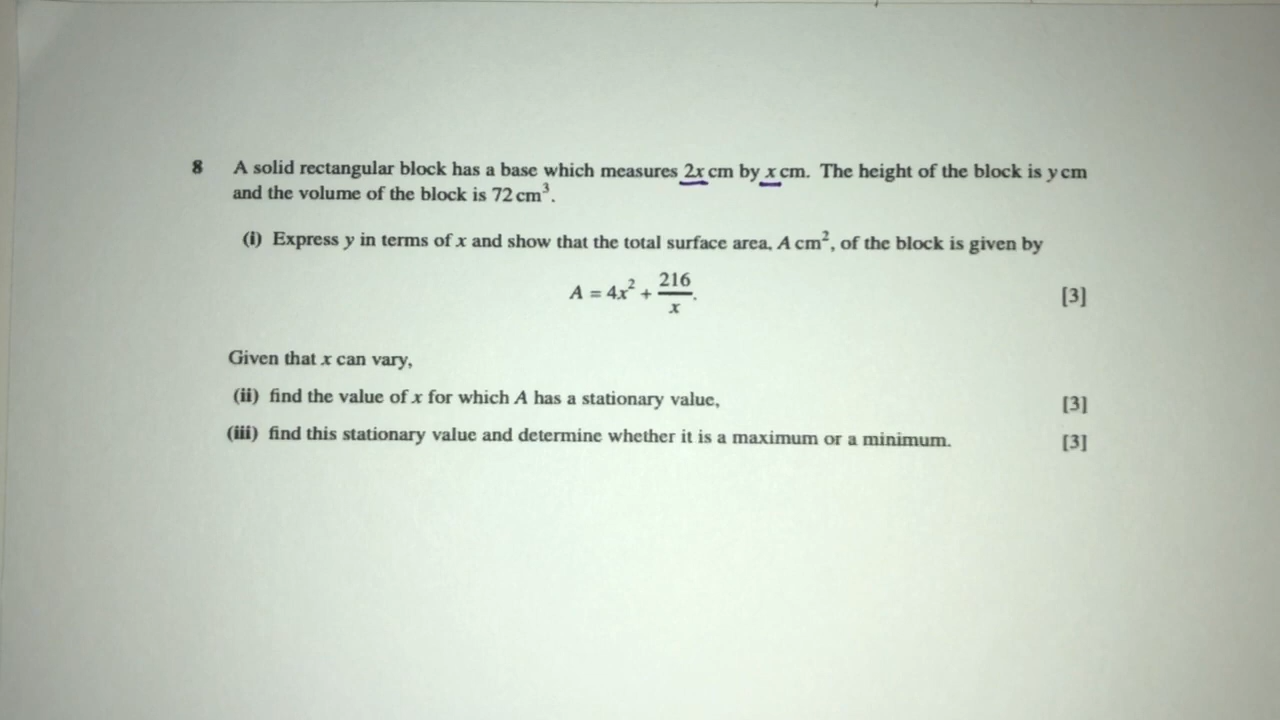 8 A solid rectangular block has a base which measures 2x cm by x cm. The height of the block is y cm
and the volume of the block is 72 cm³.
(i) Express y in terms of x and show that the total surface area, A cm², of the block is given by
A = 4x² + 216/x. [3]
Given that x can vary,
(ii) find the value of x for which A has a stationary value, [3]
(iii) find this stationary value and determine whether it is a maximum or a minimum. [3]